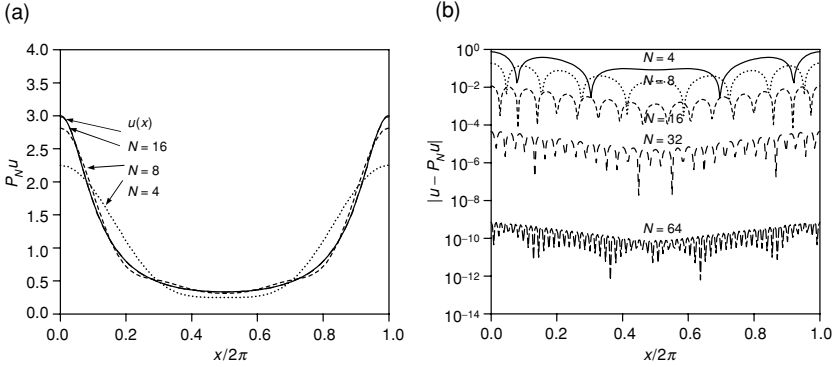 (a)
4.0
3.5
3.0
2.5
2.0
1.5
1.0
0.5
0.0
P_N u
u(x)
N = 16
N = 8
N = 4
0.0 0.2 0.4 0.6 0.8 1.0
x/2π
(b)
10⁰
10⁻²
10⁻⁴
10⁻⁶
10⁻⁸
10⁻¹⁰
10⁻¹²
10⁻¹⁴
|u – P_N u|
N = 4
N = 8
N = 16
N = 32
N = 64
0.0 0.2 0.4 0.6 0.8 1.0
x/2π